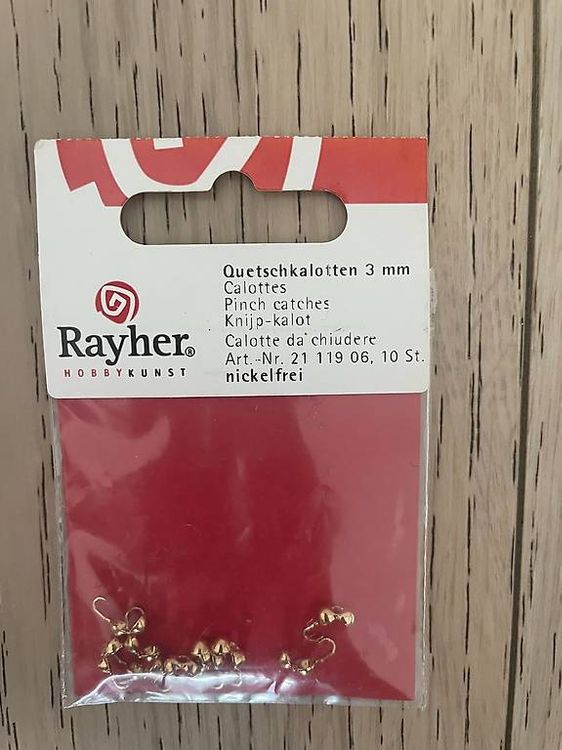 Quetschkalotten 3 mm
Calottes
Pinch catches
Knijp-kalot
Calotte da chiudere
Art.-Nr. 21 119 06, 10 St.
nickelfrei
Rayher®
HOBBYKUNST